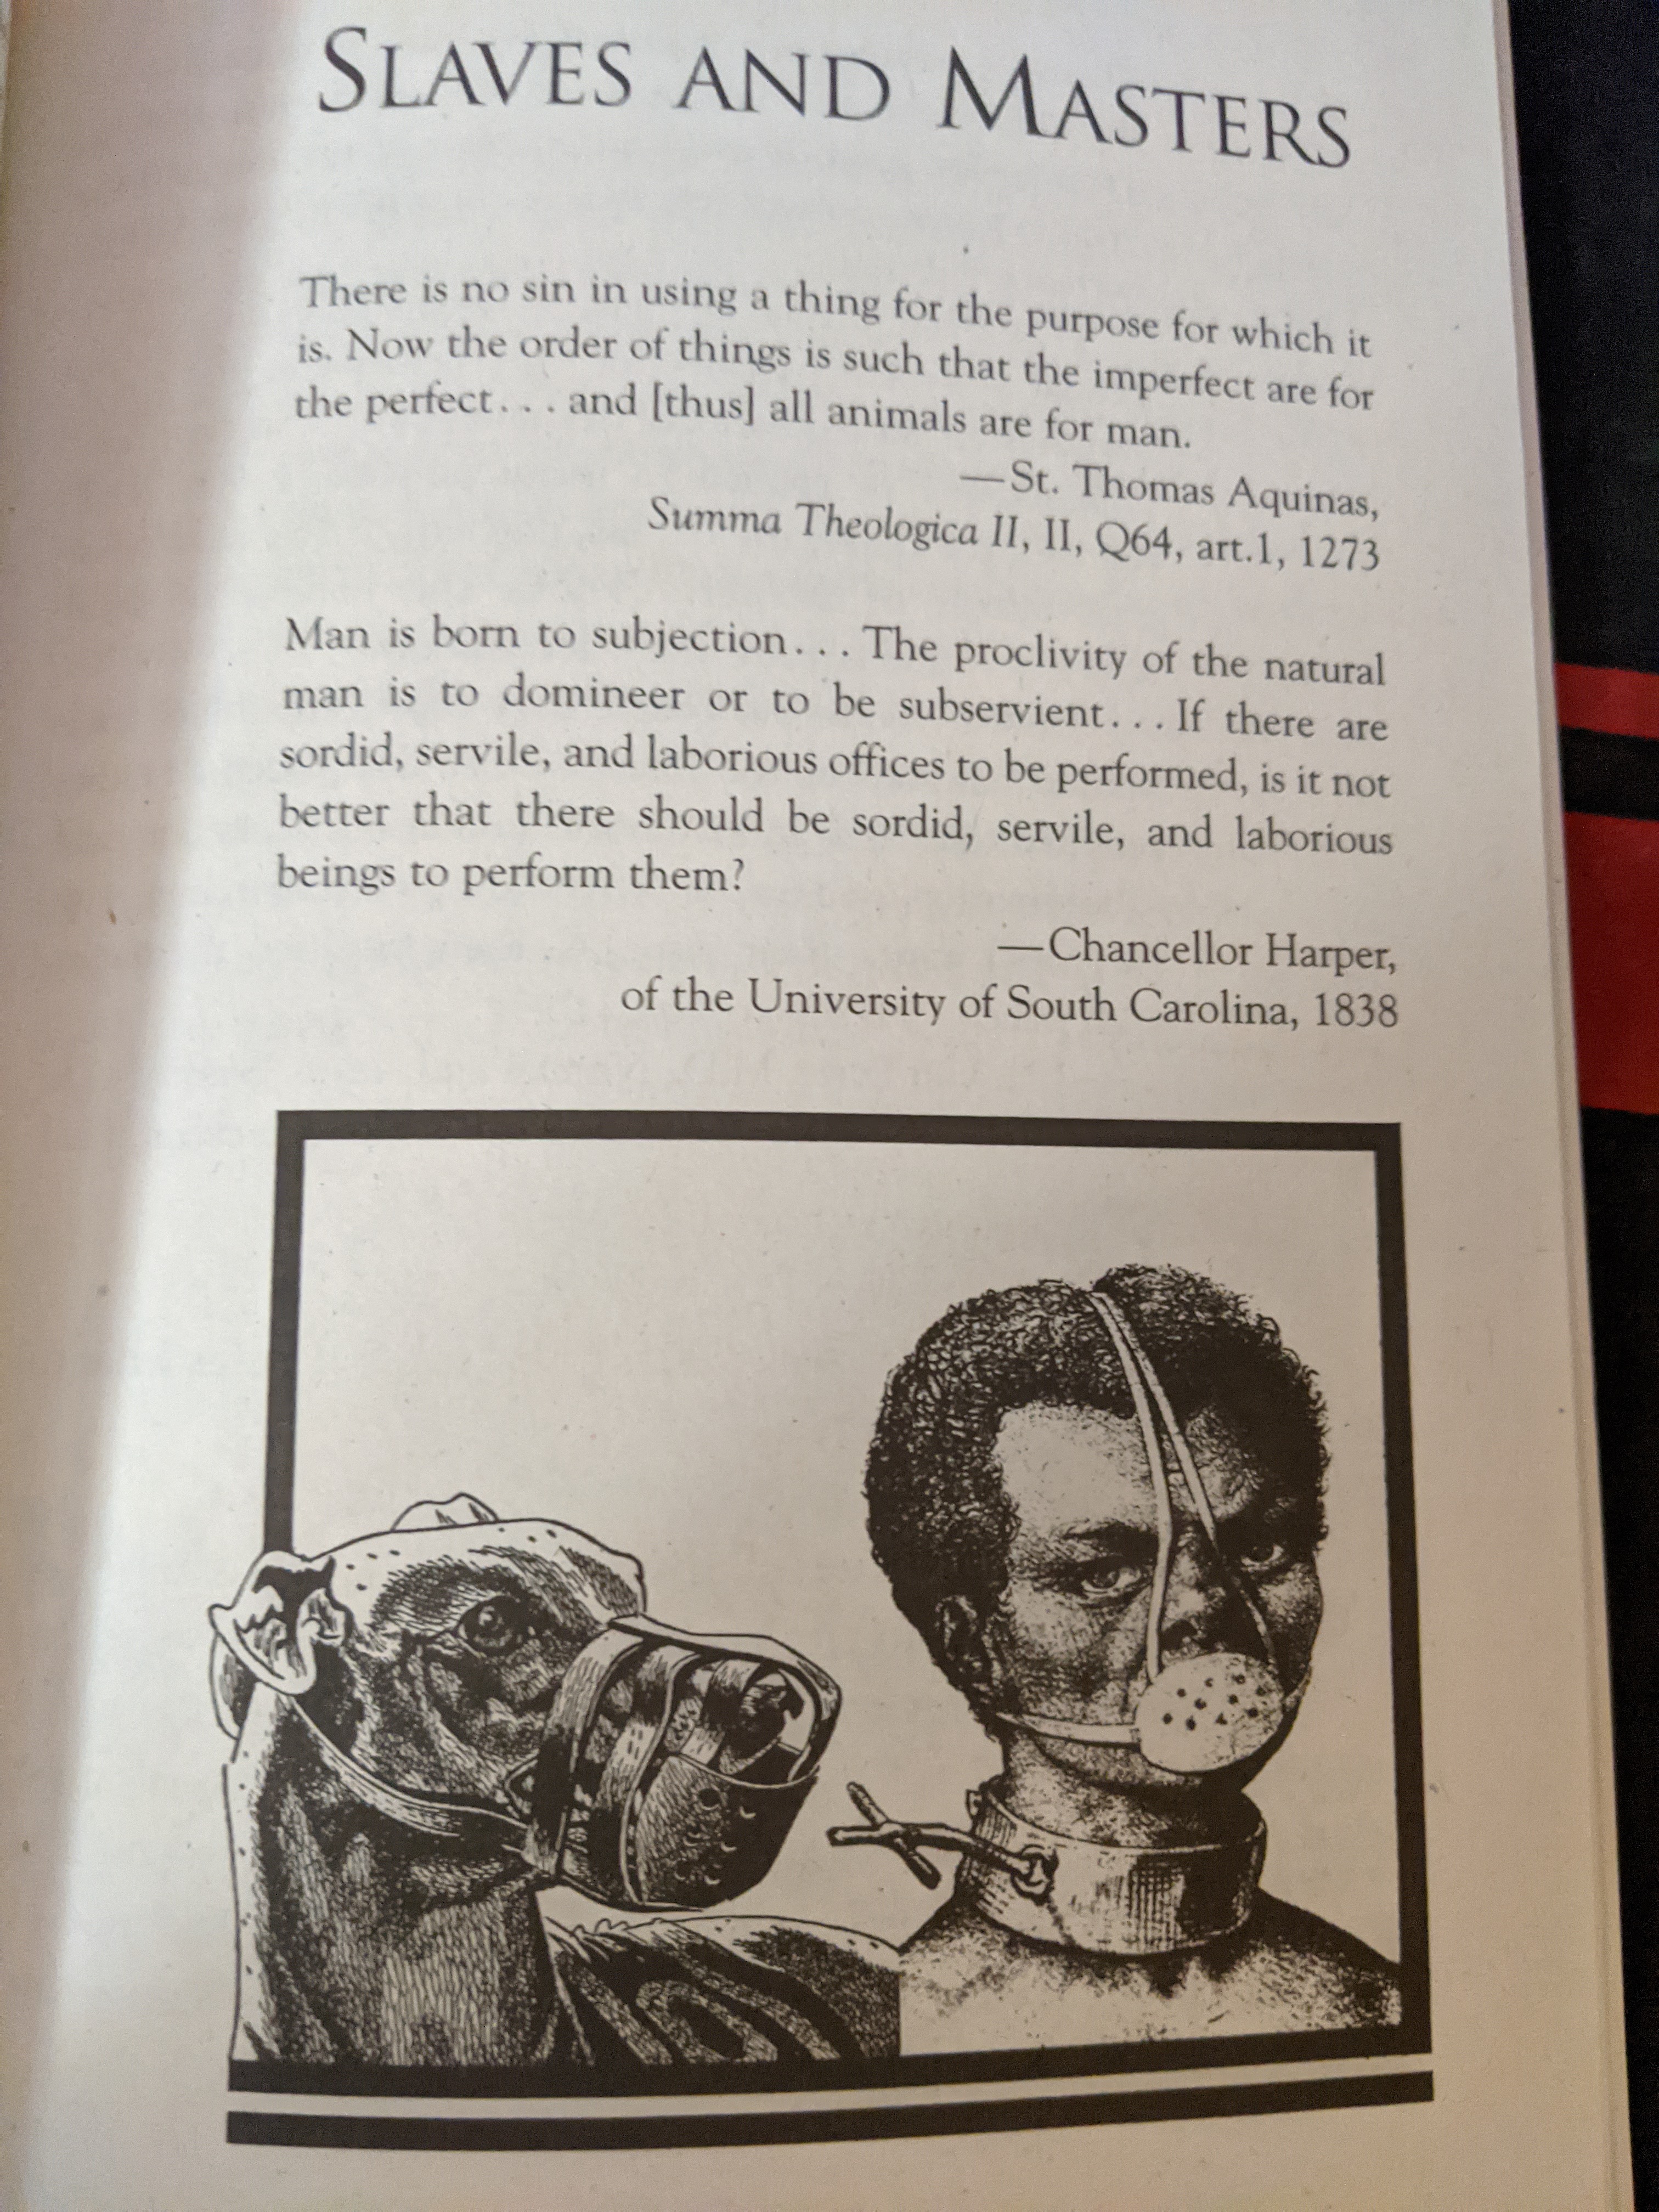 SLAVES AND MASTERS
There is no sin in using a thing for the purpose for which it
is. Now the order of things is such that the imperfect are for
the perfect. . . and [thus] all animals are for man.
—St. Thomas Aquinas,
Summa Theologica II, II, Q64, art.1, 1273
Man is born to subjection. . . The proclivity of the natural
man is to domineer or to be subservient. . . If there are
sordid, servile, and laborious offices to be performed, is it not
better that there should be sordid, servile, and laborious
beings to perform them?
—Chancellor Harper,
of the University of South Carolina, 1838